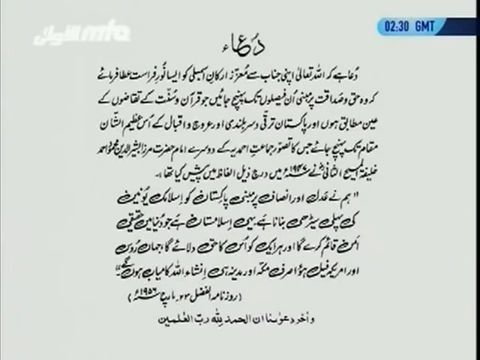 الاولى mta
02:30 GMT
دُعاء
دُعا ہے کہ اللہ تعالیٰ اپنی جناب سے معزز ارکانِ اسمبلی کو ایسا نورِ فراست عطا فرمائے
کہ وہ حق و صداقت پر مبنی اُن فیصلوں تک پہنچ جائیں جو قرآن و سنّت کے تقاضوں کے
عین مطابق ہوں اور پاکستان ترقی و سربلندی اور عروج و اقبال کے اُس عظیم الشان
مقام تک پہنچ جائے جس کا تصور جماعت احمدیہ کے دوسرے امام حضرت مرزا بشیر الدین محمود احمد
خلیفۃ المسیح الثانیؓ نے ۱۹۴۷ء میں درج ذیل الفاظ میں پیش کیا تھا۔
"ہم نے عدل اور انصاف پر مبنی پاکستان کو اسلامک یونین
کی پہلی سیڑھی بنانا ہے یہی اسلامستان ہے جو دنیا میں حقیقی
امن قائم کرے گا اور ہر ایک کو اُس کا حق دلائے گا جہاں روس
اور امریکہ فیل ہوا صرف مکہ اور مدینہ ہی انشاء اللہ کامیاب ہوں گے"۔
(روزنامہ الفضل ۲۳۔ مارچ ۱۹۵۶ء)
و اٰخر دعوٰنا ان الحمد للہ ربّ العٰلمین